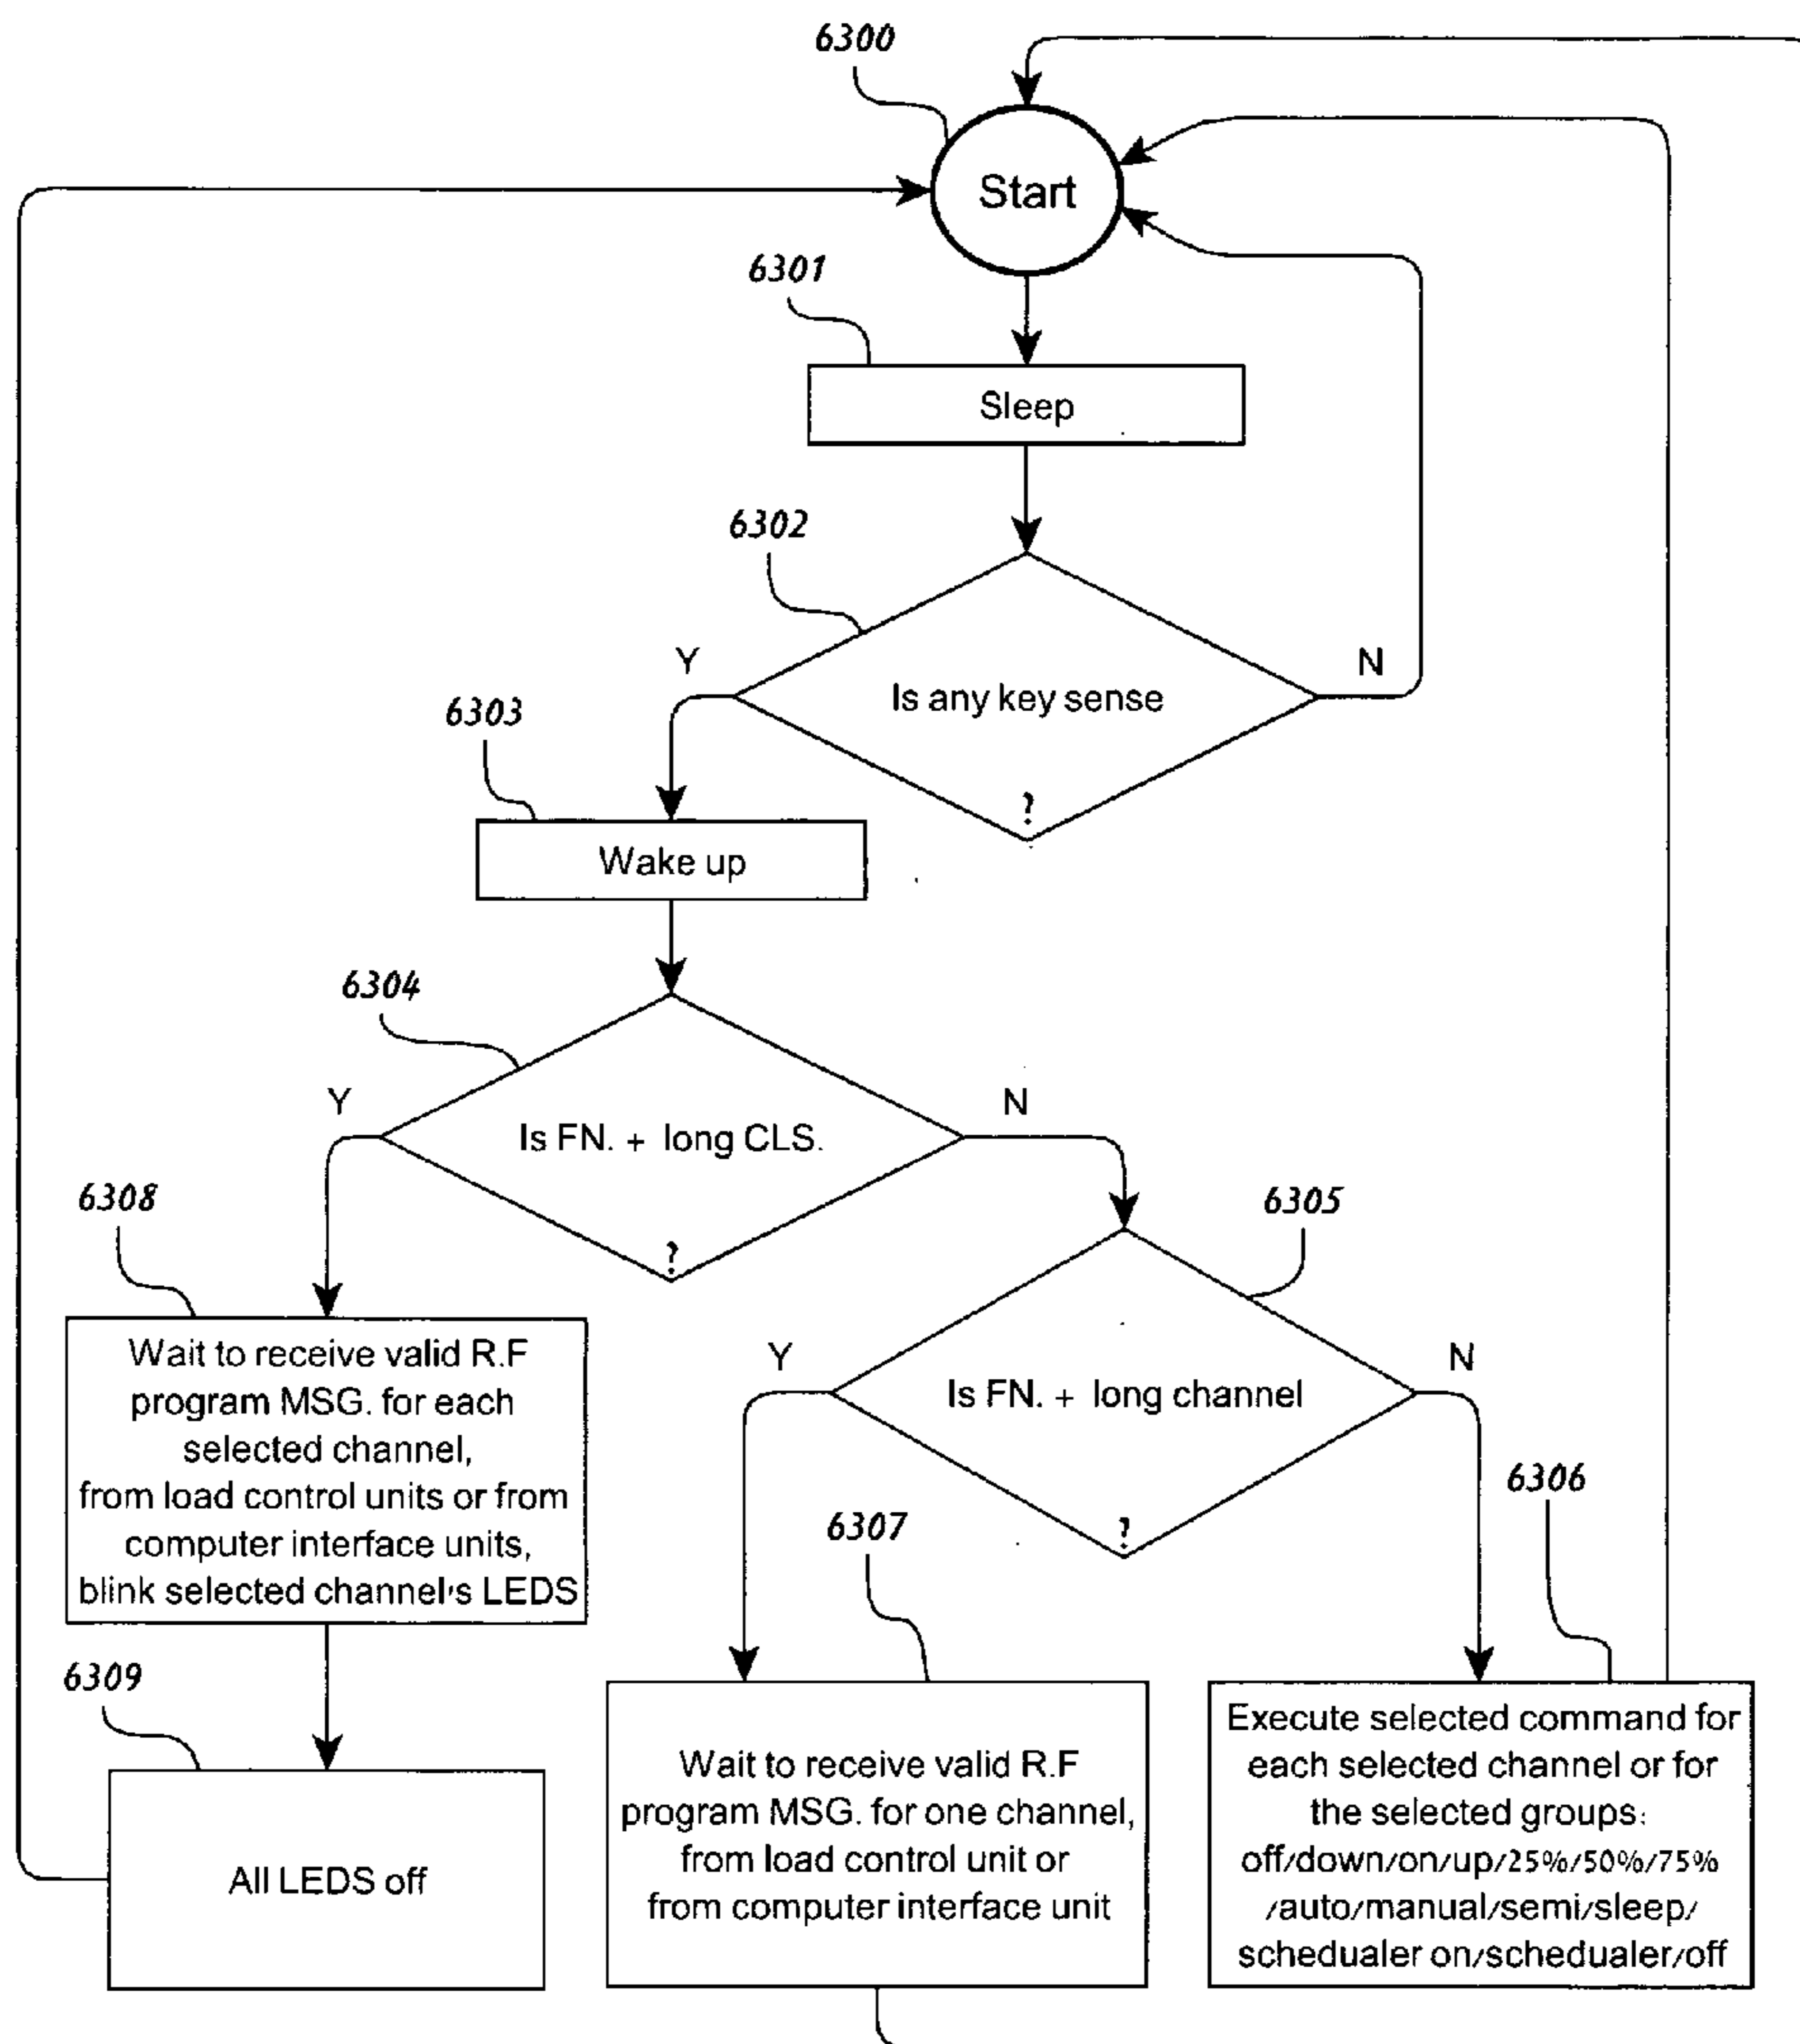 6300
Start
6301
Sleep
6302
Y
N
Is any key sense
?
6303
Wake up
6304
Y
N
Is FN. + long CLS.
?
6308
6305
Wait to receive valid R.F
program MSG. for each
selected channel,
from load control units or from
computer interface units,
blink selected channel's LEDS
Y
N
Is FN. + long channel
?
6306
6307
6309
All LEDS off
Wait to receive valid R.F
program MSG. for one channel,
from load control unit or
from computer interface unit
Execute selected command for
each selected channel or for
the selected groups:
off/down/on/up/25%/50%/75%
/auto/manual/semi/sleep/
schedualer on/schedualer/off